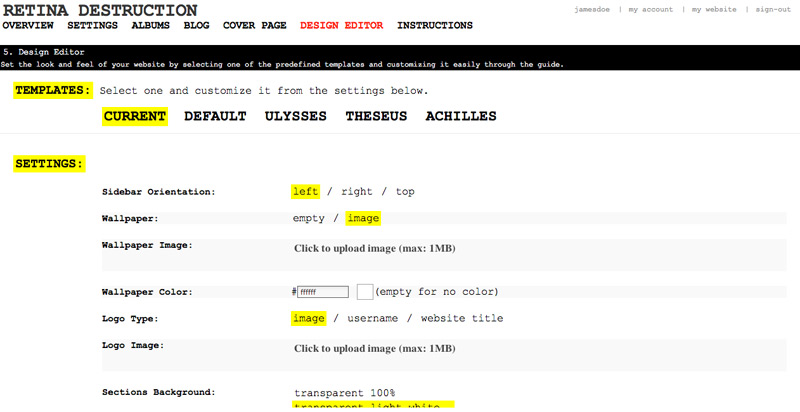 RETINA DESTRUCTION
jamesdoe | my account | my website | sign-out
OVERVIEW SETTINGS ALBUMS BLOG COVER PAGE DESIGN EDITOR INSTRUCTIONS
5. Design Editor
Set the look and feel of your website by selecting one of the predefined templates and customizing it easily through the guide.
TEMPLATES: Select one and customize it from the settings below.
CURRENT DEFAULT ULYSSES THESEUS ACHILLES
SETTINGS:
Sidebar Orientation: left / right / top
Wallpaper: empty / image
Wallpaper Image: Click to upload image (max: 1MB)
Wallpaper Color: #ffffff (empty for no color)
Logo Type: image / username / website title
Logo Image: Click to upload image (max: 1MB)
Sections Background: transparent 100%
transparent light white